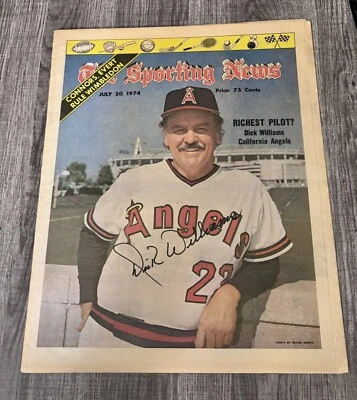 CONNORS, EVERT
RULE WIMBLEDON
The Sporting News
JULY 20, 1974
Price: 75 Cents
RICHEST PILOT?
Dick Williams
California Angels
A
Angels
Dick Williams
23